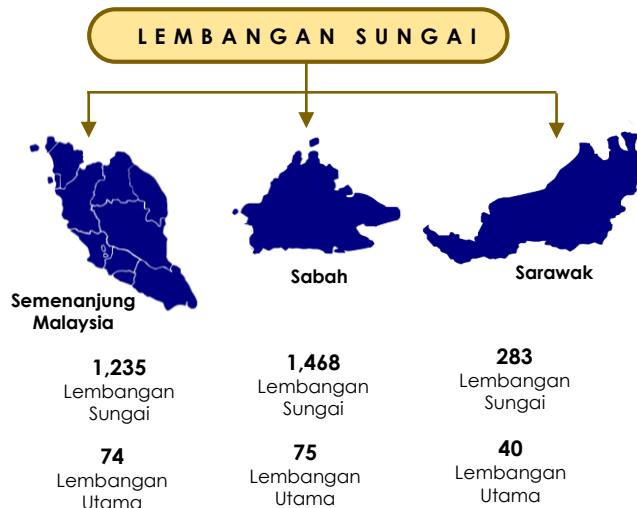 LEMBANGAN SUNGAI
Semenanjung
Malaysia
Sabah
Sarawak
1,235
Lembangan
Sungai
1,468
Lembangan
Sungai
283
Lembangan
Sungai
74
Lembangan
Utama
75
Lembangan
Utama
40
Lembangan
Utama